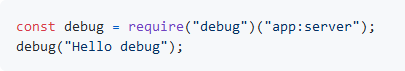 const debug = require("debug")("app:server");
debug("Hello debug");